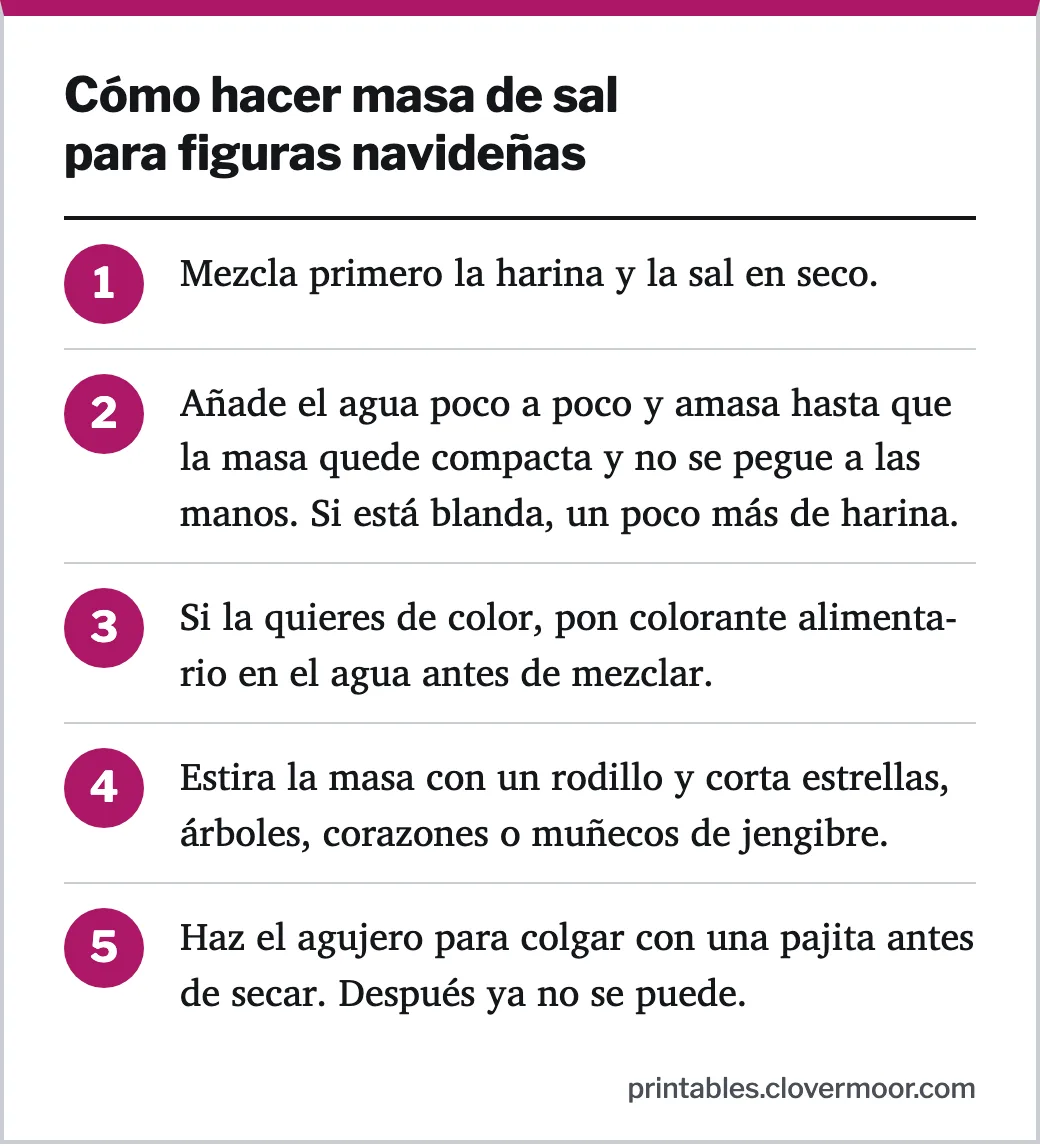 Cómo hacer masa de sal
para figuras navideñas
1 Mezcla primero la harina y la sal en seco.
2 Añade el agua poco a poco y amasa hasta que
la masa quede compacta y no se pegue a las
manos. Si está blanda, un poco más de harina.
3 Si la quieres de color, pon colorante alimenta-
rio en el agua antes de mezclar.
4 Estira la masa con un rodillo y corta estrellas,
árboles, corazones o muñecos de jengibre.
5 Haz el agujero para colgar con una pajita antes
de secar. Después ya no se puede.
printables.clovermoor.com